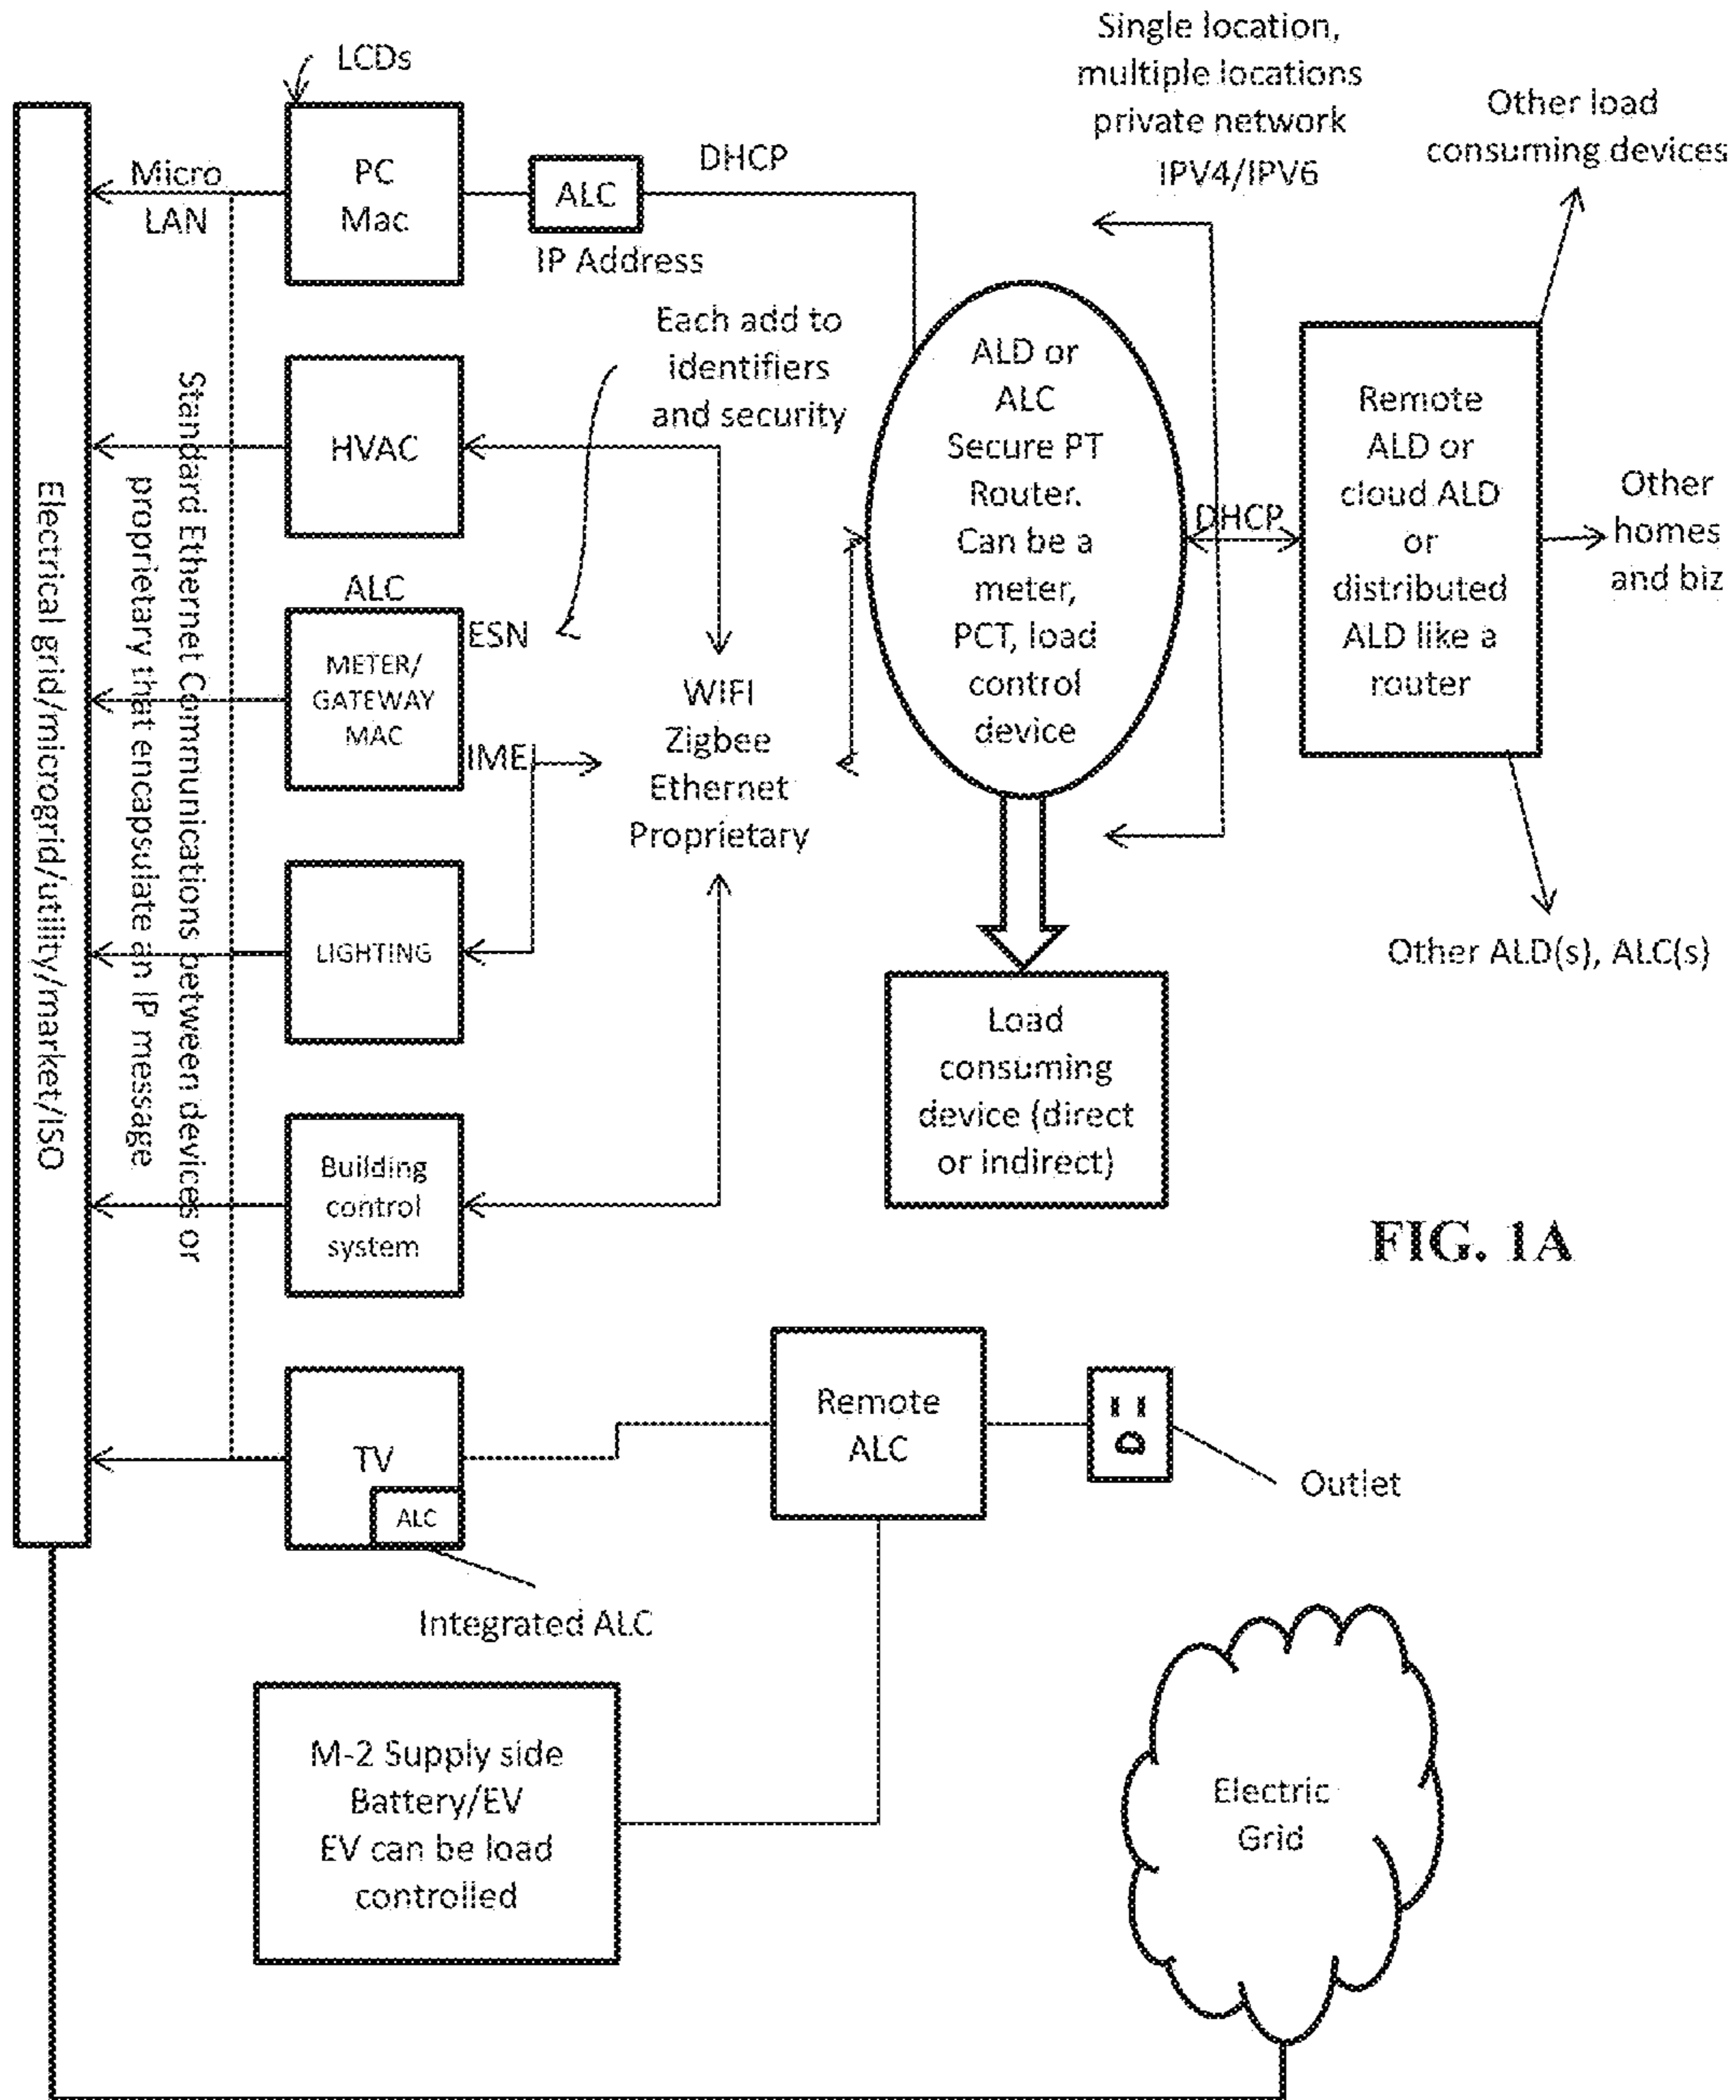 Single location,
multiple locations
private network
IPV4/IPV6
Other load
consuming devices
LCDs
Micro
LAN
PC
Mac
ALC
DHCP
IP Address
Each add to
identifiers
and security
HVAC
ALC
METER/
GATEWAY
MAC
ESN
IMEI
WIFI
Zigbee
Ethernet
Proprietary
ALD or
ALC
Secure PT
Router.
Can be a
meter,
PCT, load
control
device
DHCP
Remote
ALD or
cloud ALD
or
distributed
ALD like a
router
Other
homes
and biz
Other ALD(s), ALC(s)
Electrical grid/microgrid/utility/market/ISO
Standard Ethernet Communications between devices or
proprietary that encapsulate an IP message
LIGHTING
Load
consuming
device (direct
or indirect)
Building
control
system
FIG. 1A
TV
ALC
Integrated ALC
Remote
ALC
Outlet
M-2 Supply side
Battery/EV
EV can be load
controlled
Electric
Grid